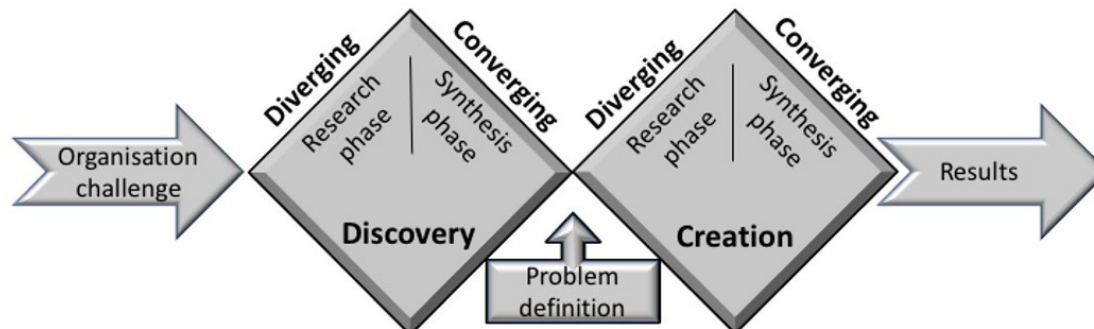 Organisation
challenge
Diverging
Converging
Research
phase
Synthesis
phase
Discovery
Problem
definition
Diverging
Converging
Research
phase
Synthesis
phase
Creation
Results